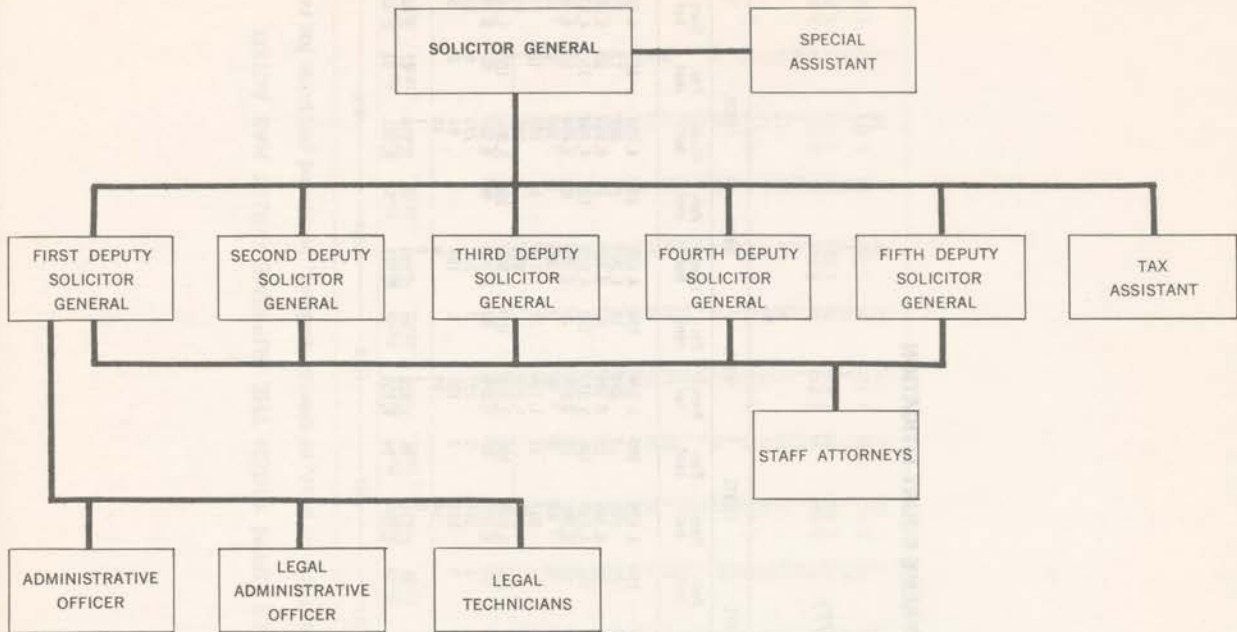 SOLICITOR GENERAL
SPECIAL
ASSISTANT
FIRST DEPUTY
SOLICITOR
GENERAL
SECOND DEPUTY
SOLICITOR
GENERAL
THIRD DEPUTY
SOLICITOR
GENERAL
FOURTH DEPUTY
SOLICITOR
GENERAL
FIFTH DEPUTY
SOLICITOR
GENERAL
TAX
ASSISTANT
STAFF ATTORNEYS
ADMINISTRATIVE
OFFICER
LEGAL
ADMINISTRATIVE
OFFICER
LEGAL
TECHNICIANS